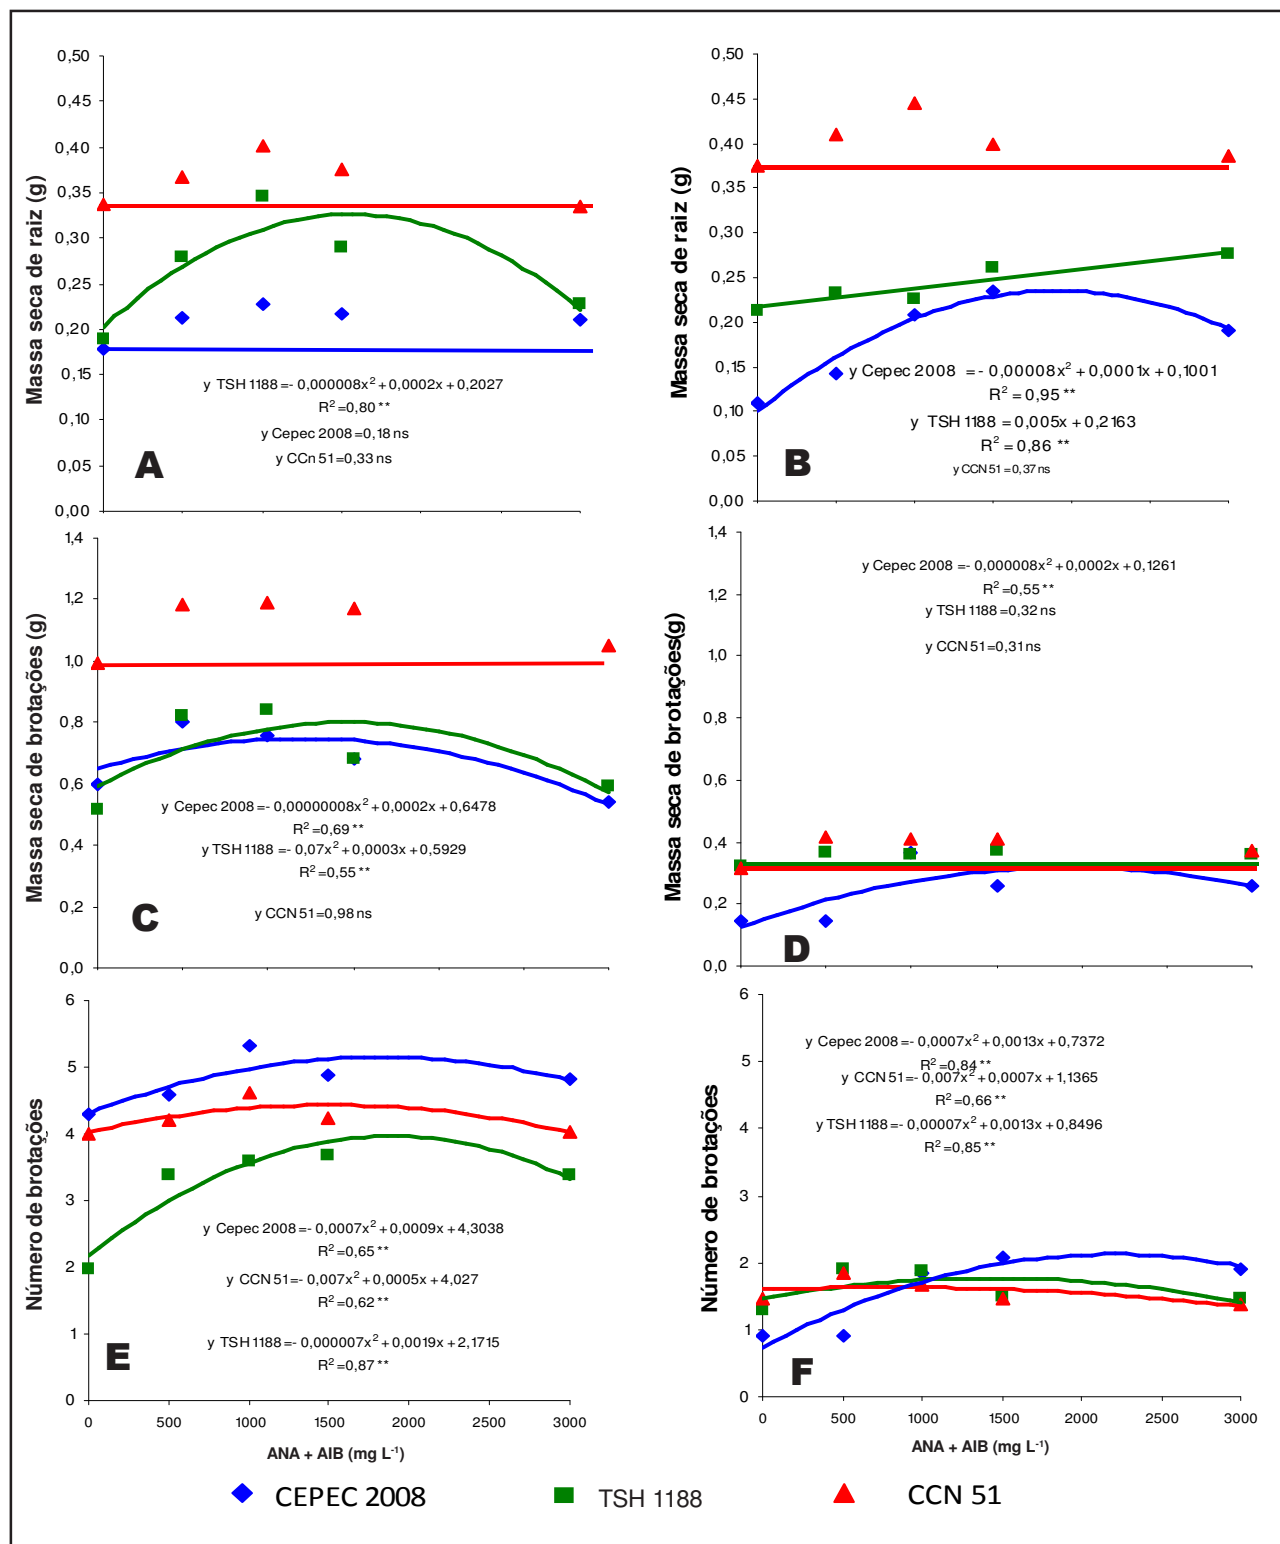 0,50
0,45
0,40
0,35
0,30
0,25
0,20
0,15
0,10
0,05
0,00
Massa seca de raiz (g)
y TSH 1188 = - 0,000008x² + 0,0002x + 0,2027
R² = 0,80 **
y Cepec 2008 = 0,18 ns
y CCn 51 = 0,33 ns
A
0,50
0,45
0,40
0,35
0,30
0,25
0,20
0,15
0,10
0,05
0,00
Massa seca de raiz (g)
y Cepec 2008 = - 0,00008x² + 0,0001x + 0,1001
R² = 0,95 **
y TSH 1188 = 0,005x + 0,2163
R² = 0,86 **
y CCN 51 = 0,37 ns
B
1,4
1,2
1,0
0,8
0,6
0,4
0,2
0,0
Massa seca de brotações (g)
y Cepec 2008 = - 0,00000008x² + 0,0002x + 0,6478
R² = 0,69 **
y TSH 1188 = - 0,07x² + 0,0003x + 0,5929
R² = 0,55 **
y CCN 51 = 0,98 ns
C
1,4
1,2
1,0
0,8
0,6
0,4
0,2
0,0
Massa seca de brotações(g)
y Cepec 2008 = - 0,000008x² + 0,0002x + 0,1261
R² = 0,55 **
y TSH 1188 = 0,32 ns
y CCN 51 = 0,31 ns
D
6
5
4
3
2
1
0
Número de brotações
y Cepec 2008 = - 0,0007x² + 0,0009x + 4,3038
R² = 0,65 **
y CCN 51 = - 0,007x² + 0,0005x + 4,027
R² = 0,62 **
y TSH 1188 = - 0,000007x² + 0,0019x + 2,1715
R² = 0,87 **
E
0 500 1000 1500 2000 2500 3000
ANA + AIB (mg L⁻¹)
6
5
4
3
2
1
0
Número de brotações
y Cepec 2008 = - 0,0007x² + 0,0013x + 0,7372
R² = 0,84 **
y CCN 51 = - 0,007x² + 0,0007x + 1,1365
R² = 0,66 **
y TSH 1188 = - 0,00007x² + 0,0013x + 0,8496
R² = 0,85 **
F
0 500 1000 1500 2000 2500 3000
ANA + AIB (mg L⁻¹)
CEPEC 2008 TSH 1188 CCN 51